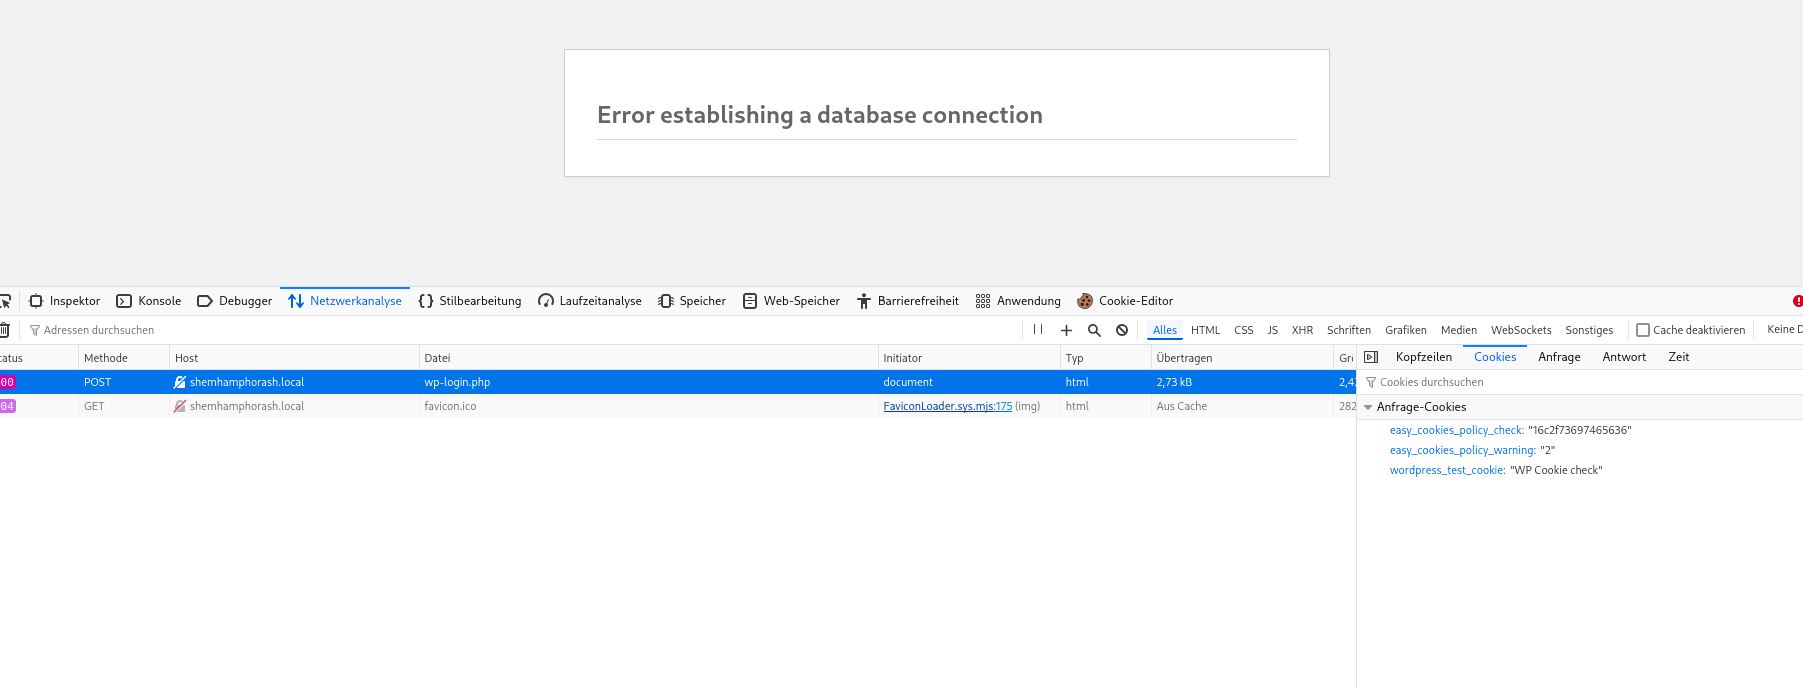 Error establishing a database connection
Inspektor Konsole Debugger Netzwerkanalyse Stilbearbeitung Laufzeitanalyse Speicher Web-Speicher Barrierefreiheit Anwendung Cookie-Editor
Adressen durchsuchen Alles HTML CSS JS XHR Schriften Grafiken Medien WebSockets Sonstiges Cache deaktivieren Keine D
tatus Methode Host Datei Initiator Typ Übertragen Grö Kopfzeilen Cookies Anfrage Antwort Zeit
00 POST shemhamphorash.local wp-login.php document html 2,73 kB 2,4
04 GET shemhamphorash.local favicon.ico FaviconLoader.sys.mjs:175 (img) html Aus Cache 282
Cookies durchsuchen
Anfrage-Cookies
easy_cookies_policy_check: "16c2f73697465636"
easy_cookies_policy_warning: "2"
wordpress_test_cookie: "WP Cookie check"